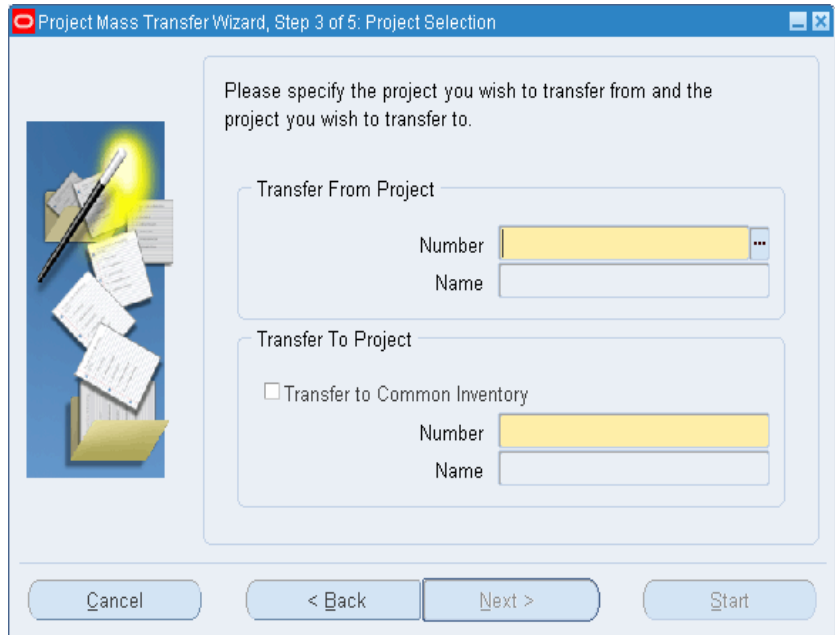 Project Mass Transfer Wizard, Step 3 of 5: Project Selection
Please specify the project you wish to transfer from and the
project you wish to transfer to.
Transfer From Project
Number
Name
Transfer To Project
Transfer to Common Inventory
Number
Name
Cancel
< Back
Next >
Start